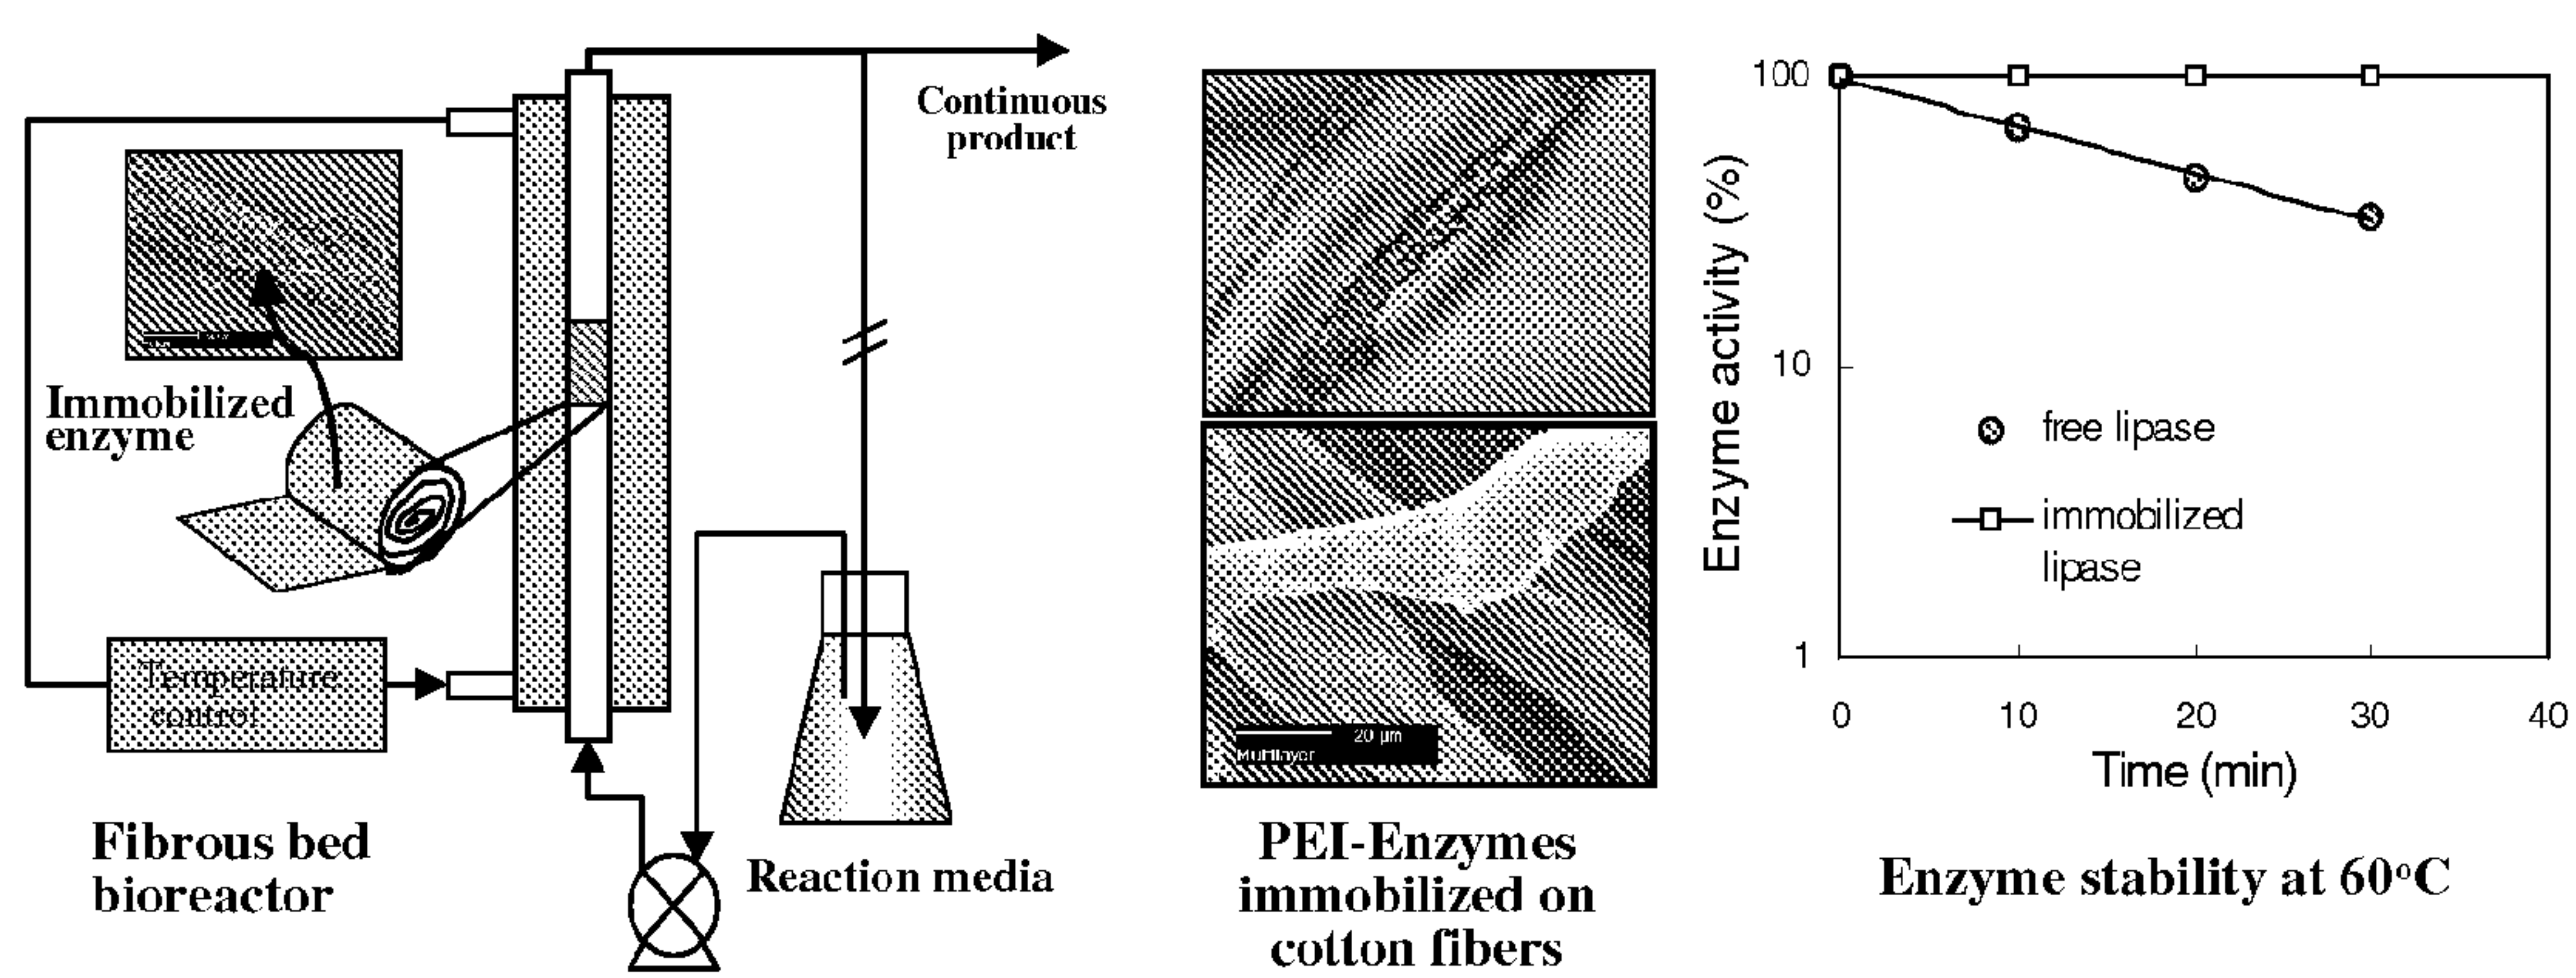 Continuous
product
Immobilized
enzyme
Temperature
control
Fibrous bed
bioreactor
Reaction media
20 µm
Multilayer
PEI-Enzymes
immobilized on
cotton fibers
Enzyme activity (%)
100
10
1
free lipase
immobilized
lipase
0 10 20 30 40
Time (min)
Enzyme stability at 60°C